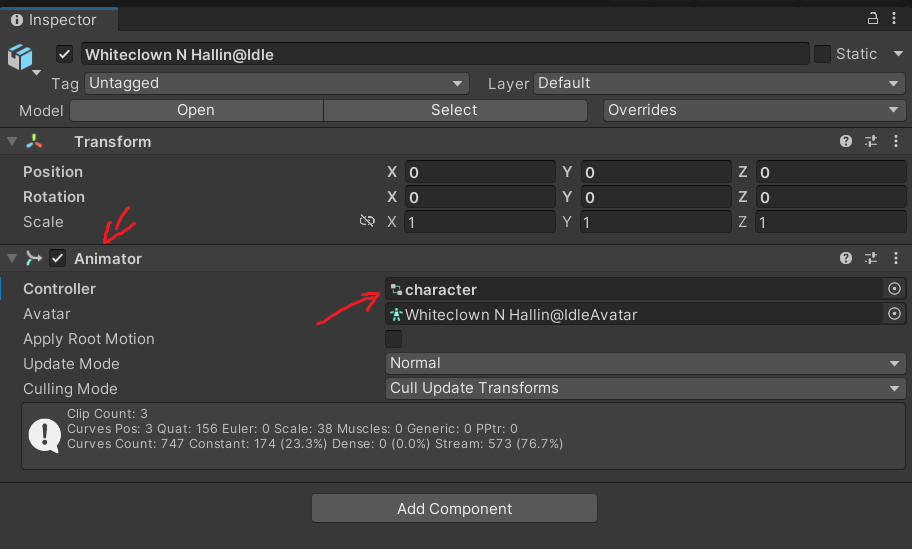 Inspector
Whiteclown N Hallin@Idle Static
Tag Untagged Layer Default
Model Open Select Overrides
Transform
Position X 0 Y 0 Z 0
Rotation X 0 Y 0 Z 0
Scale X 1 Y 1 Z 1
Animator
Controller character
Avatar Whiteclown N Hallin@IdleAvatar
Apply Root Motion
Update Mode Normal
Culling Mode Cull Update Transforms
Clip Count: 3
Curves Pos: 3 Quat: 156 Euler: 0 Scale: 38 Muscles: 0 Generic: 0 PPtr: 0
Curves Count: 747 Constant: 174 (23.3%) Dense: 0 (0.0%) Stream: 573 (76.7%)
Add Component